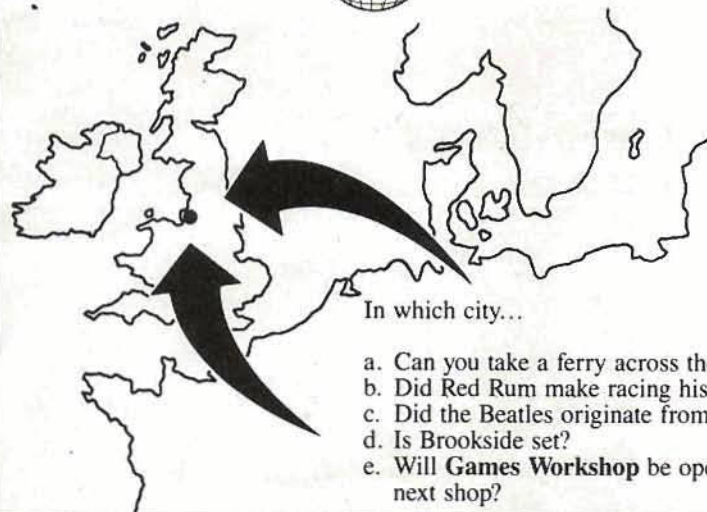 In which city...
a. Can you take a ferry across th
b. Did Red Rum make racing his
c. Did the Beatles originate from
d. Is Brookside set?
e. Will Games Workshop be op
next shop?